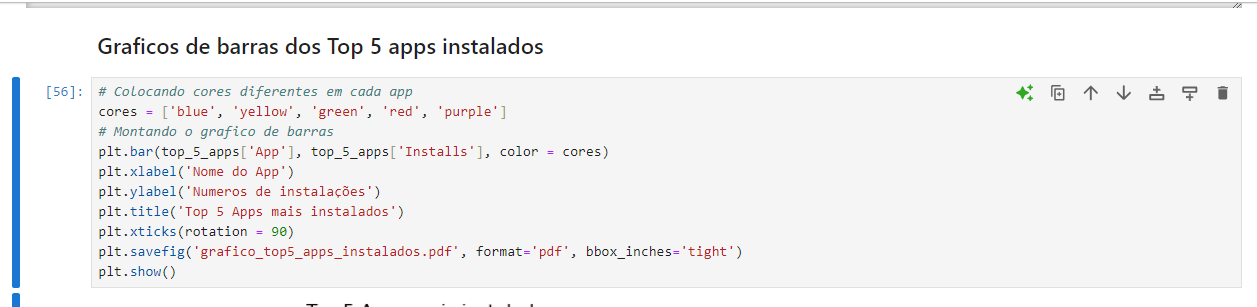 Graficos de barras dos Top 5 apps instalados
[56]:
# Colocando cores diferentes em cada app
cores = ['blue', 'yellow', 'green', 'red', 'purple']
# Montando o grafico de barras
plt.bar(top_5_apps['App'], top_5_apps['Installs'], color = cores)
plt.xlabel('Nome do App')
plt.ylabel('Numeros de instalações')
plt.title('Top 5 Apps mais instalados')
plt.xticks(rotation = 90)
plt.savefig('grafico_top5_apps_instalados.pdf', format='pdf', bbox_inches='tight')
plt.show()